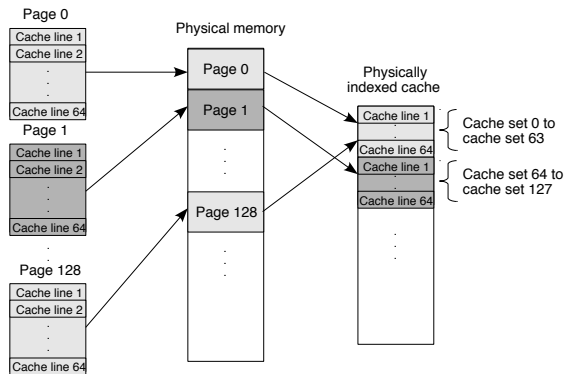 Page 0
Cache line 1
Cache line 2
Cache line 64
Page 1
Cache line 1
Cache line 2
Cache line 64
Page 128
Cache line 1
Cache line 2
Cache line 64
Physical memory
Page 0
Page 1
Page 128
Physically
indexed cache
Cache line 1
Cache line 64
Cache line 1
Cache line 64
Cache set 0 to
cache set 63
Cache set 64 to
cache set 127